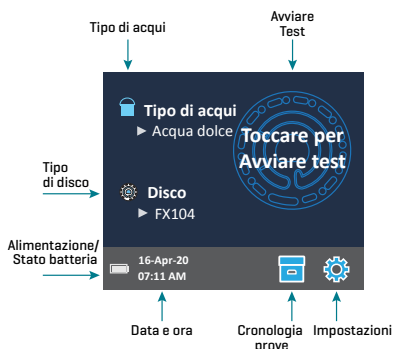 Tipo di acqui
Avviare
Test
Tipo di acqui
► Acqua dolce
Toccare per
Avviare test
Tipo
di disco
Disco
► FX104
Alimentazione/
Stato batteria
16-Apr-20
07:11 AM
Data e ora
Cronologia
prove
Impostazioni